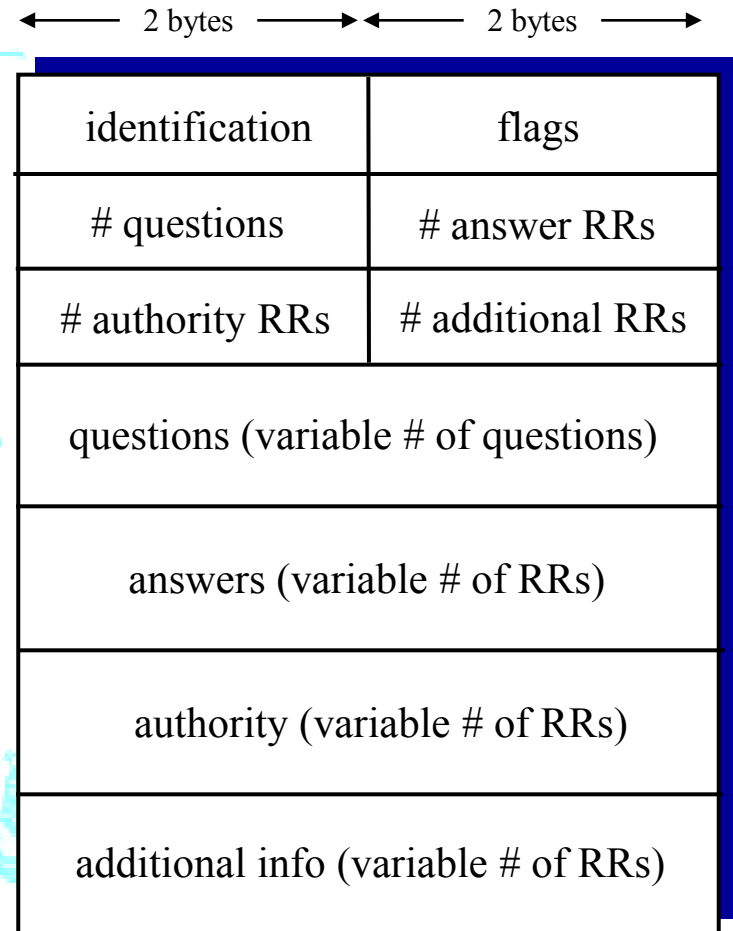 2 bytes 2 bytes
identification flags
# questions # answer RRs
# authority RRs # additional RRs
questions (variable # of questions)
answers (variable # of RRs)
authority (variable # of RRs)
additional info (variable # of RRs)